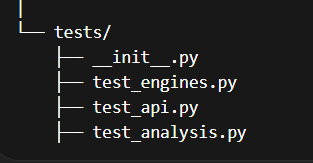 │
└── tests/
    ├── __init__.py
    ├── test_engines.py
    ├── test_api.py
    ├── test_analysis.py